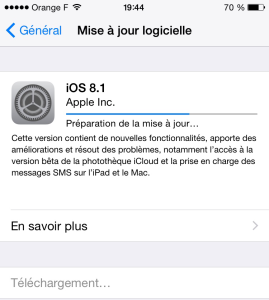 Orange F 19:44 70 %
Général Mise à jour logicielle
iOS 8.1
Apple Inc.
Préparation de la mise à jour…
Cette version contient de nouvelles fonctionnalités, apporte des
améliorations et résout des problèmes, notamment l'accès à la
version bêta de la photothèque iCloud et la prise en charge des
messages SMS sur l'iPad et le Mac.
En savoir plus
Téléchargement…